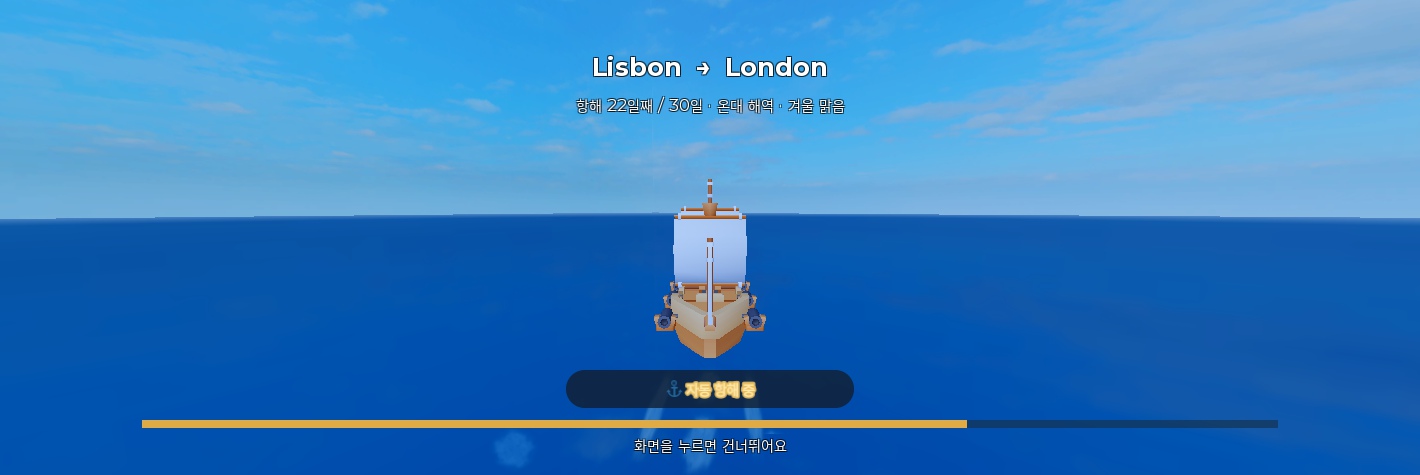 Lisbon → London
항해 22일째 / 30일 · 온대 해역 · 겨울 맑음
⚓ 자동 항해 중
화면을 누르면 건너뛰어요